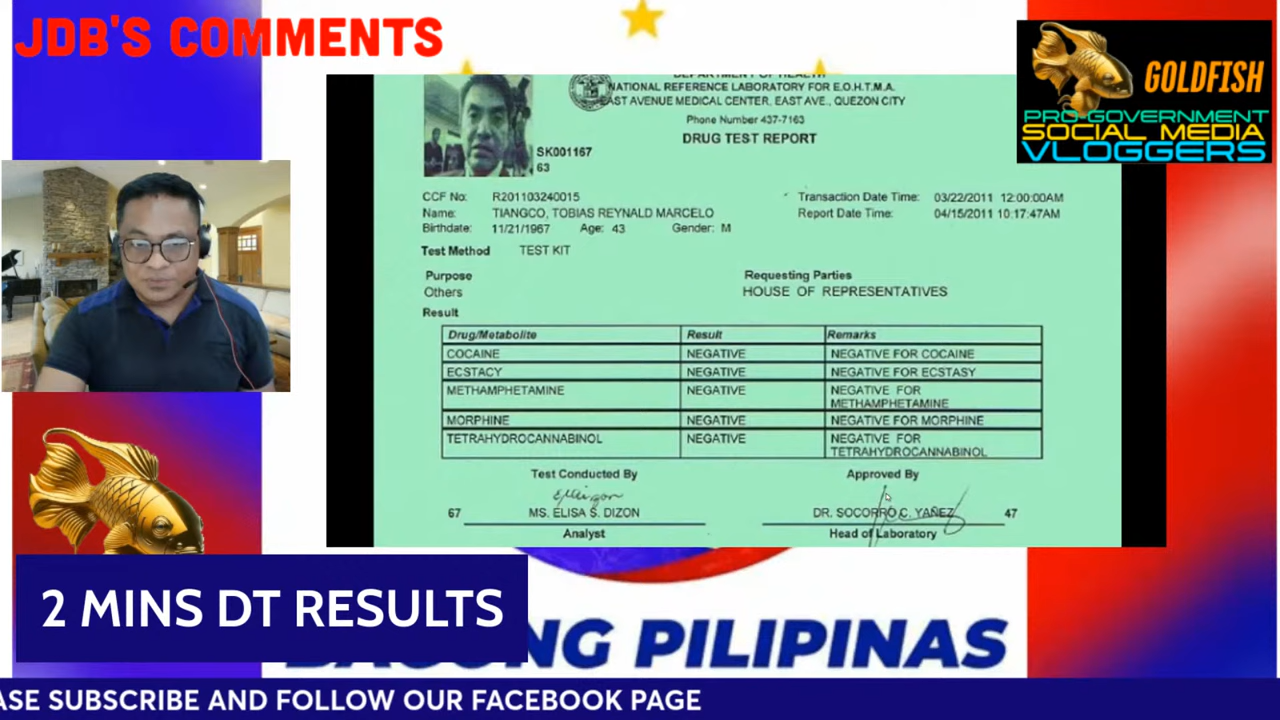 JDB'S COMMENTS
GOLDFISH
PRO-GOVERNMENT
SOCIAL MEDIA
VLOGGERS
DEPARTMENT OF HEALTH
NATIONAL REFERENCE LABORATORY FOR E.O.H.T.M.A.
EAST AVENUE MEDICAL CENTER, EAST AVE., QUEZON CITY
Phone Number 437-7163
DRUG TEST REPORT
SK001167
63
CCF No: R201103240015 Transaction Date Time: 03/22/2011 12:00:00AM
Name: TIANGCO, TOBIAS REYNALD MARCELO Report Date Time: 04/15/2011 10:17:47AM
Birthdate: 11/21/1967 Age: 43 Gender: M
Test Method TEST KIT
Purpose Requesting Parties
Others HOUSE OF REPRESENTATIVES
Result
Drug/Metabolite Result Remarks
COCAINE NEGATIVE NEGATIVE FOR COCAINE
ECSTACY NEGATIVE NEGATIVE FOR ECSTASY
METHAMPHETAMINE NEGATIVE NEGATIVE FOR
METHAMPHETAMINE
MORPHINE NEGATIVE NEGATIVE FOR MORPHINE
TETRAHYDROCANNABINOL NEGATIVE NEGATIVE FOR
TETRAHYDROCANNABINOL
Test Conducted By Approved By
67 MS. ELISA S. DIZON DR. SOCORRO C. YAÑEZ 47
Analyst Head of Laboratory
2 MINS DT RESULTS
NG PILIPINAS
ASE SUBSCRIBE AND FOLLOW OUR FACEBOOK PAGE